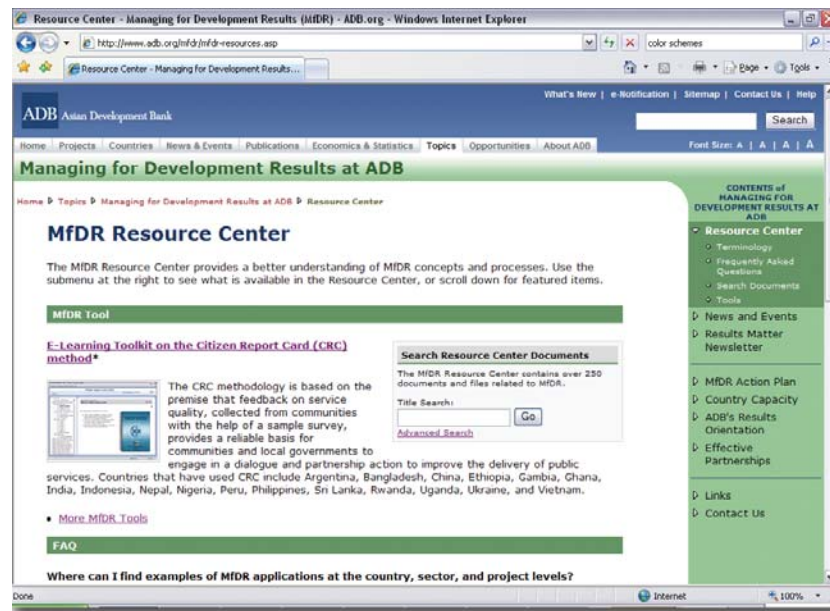 Resource Center - Managing for Development Results (MfDR) - ADB.org - Windows Internet Explorer
http://www.adb.org/mfdr/mfdr-resources.asp
color schemes
Resource Center - Managing for Development Results...
Page
Tools
What's New | e-Notification | Sitemap | Contact Us | Help
ADB Asian Development Bank
Search
Home Projects Countries News & Events Publications Economics & Statistics Topics Opportunities About ADB
Font Size: A | A | A | A
Managing for Development Results at ADB
Home Topics Managing for Development Results at ADB Resource Center
MfDR Resource Center
The MfDR Resource Center provides a better understanding of MfDR concepts and processes. Use the
submenu at the right to see what is available in the Resource Center, or scroll down for featured items.
MfDR Tool
E-Learning Toolkit on the Citizen Report Card (CRC)
method*
The CRC methodology is based on the
premise that feedback on service
quality, collected from communities
with the help of a sample survey,
provides a reliable basis for
communities and local governments to
engage in a dialogue and partnership action to improve the delivery of public
services. Countries that have used CRC include Argentina, Bangladesh, China, Ethiopia, Gambia, Ghana,
India, Indonesia, Nepal, Nigeria, Peru, Philippines, Sri Lanka, Rwanda, Uganda, Ukraine, and Vietnam.
Search Resource Center Documents
The MfDR Resource Center contains over 250
documents and files related to MfDR.
Title Search:
Go
Advanced Search
More MfDR Tools
FAQ
Where can I find examples of MfDR applications at the country, sector, and project levels?
CONTENTS of
MANAGING FOR
DEVELOPMENT RESULTS AT
ADB
Resource Center
Terminology
Frequently Asked
Questions
Search Documents
Tools
News and Events
Results Matter
Newsletter
MfDR Action Plan
Country Capacity
ADB's Results
Orientation
Effective
Partnerships
Links
Contact Us
Done
Internet
100%